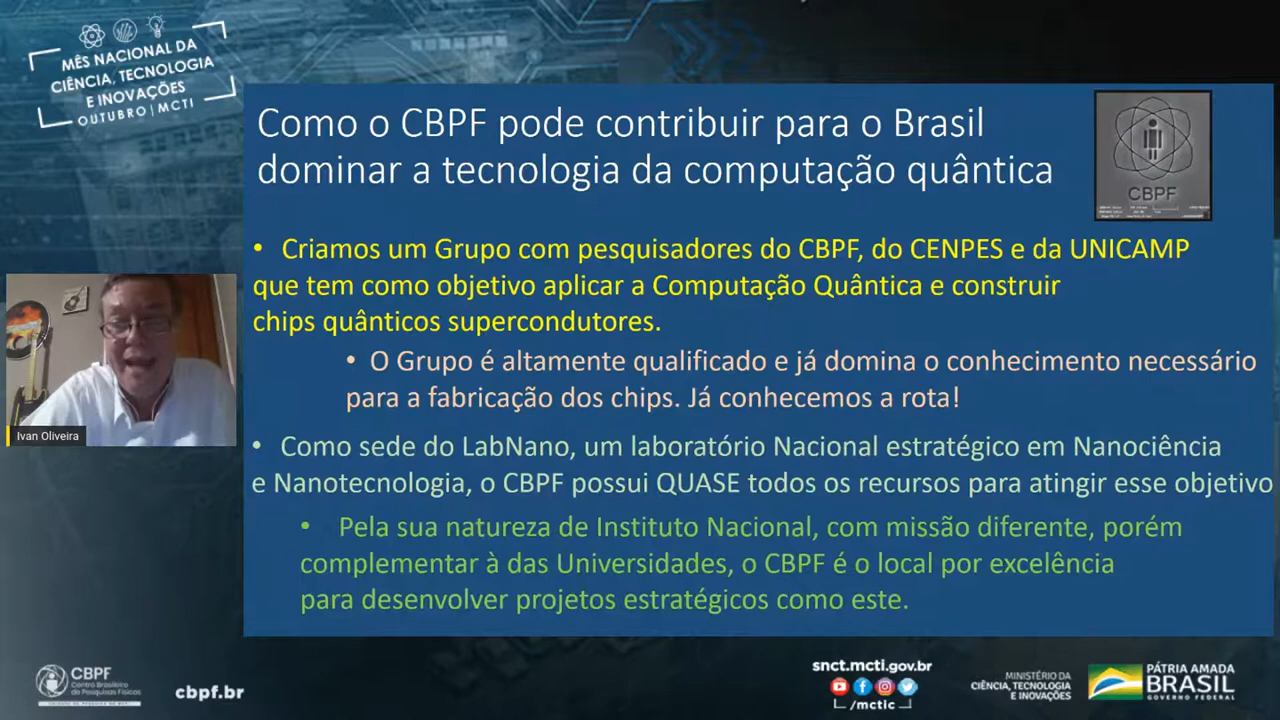 MÊS NACIONAL DA
CIÊNCIA, TECNOLOGIA
E INOVAÇÕES
OUTUBRO | MCTI
Como o CBPF pode contribuir para o Brasil
dominar a tecnologia da computação quântica
CBPF
• Criamos um Grupo com pesquisadores do CBPF, do CENPES e da UNICAMP
que tem como objetivo aplicar a Computação Quântica e construir
chips quânticos supercondutores.
• O Grupo é altamente qualificado e já domina o conhecimento necessário
para a fabricação dos chips. Já conhecemos a rota!
• Como sede do LabNano, um laboratório Nacional estratégico em Nanociência
e Nanotecnologia, o CBPF possui QUASE todos os recursos para atingir esse objetivo
• Pela sua natureza de Instituto Nacional, com missão diferente, porém
complementar à das Universidades, o CBPF é o local por excelência
para desenvolver projetos estratégicos como este.
Ivan Oliveira
CBPF
Centro Brasileiro
de Pesquisas Físicas
cbpf.br
snct.mcti.gov.br
/mctic
MINISTÉRIO DA
CIÊNCIA, TECNOLOGIA
E INOVAÇÕES
PÁTRIA AMADA
BRASIL
GOVERNO FEDERAL